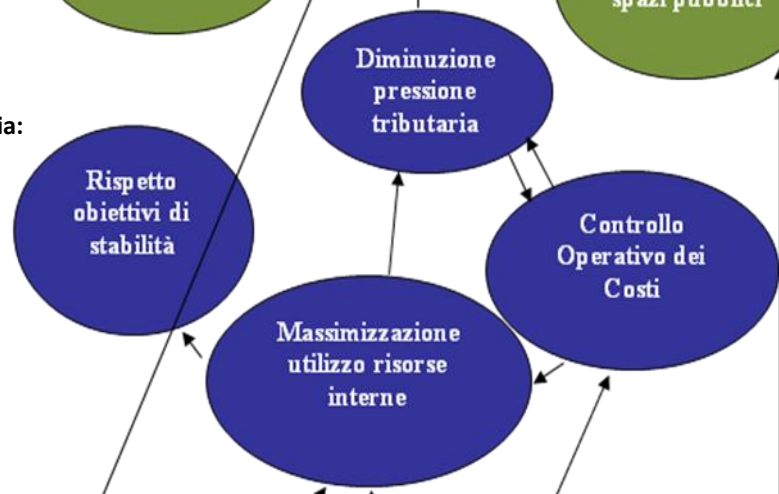 spazi pubblici
Diminuzione
pressione
tributaria
ia:
Rispetto
obiettivi di
stabilità
Controllo
Operativo dei
Costi
Massimizzazione
utilizzo risorse
interne